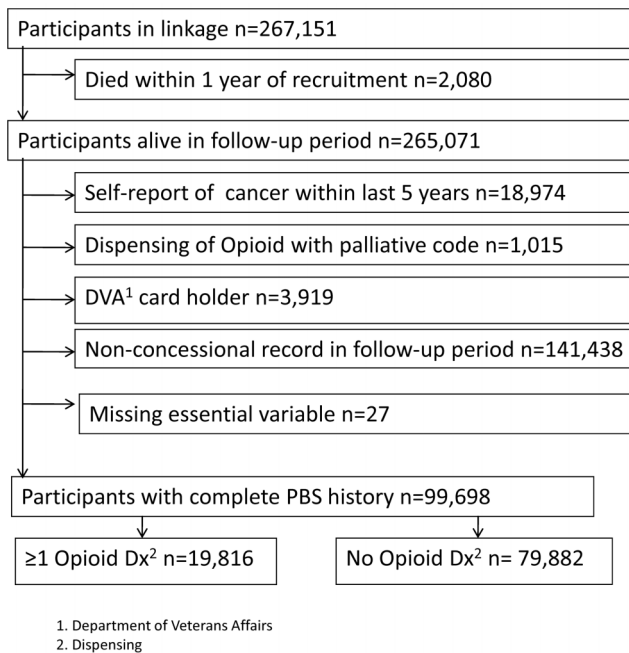 Participants in linkage n=267,151
Died within 1 year of recruitment n=2,080
Participants alive in follow-up period n=265,071
Self-report of cancer within last 5 years n=18,974
Dispensing of Opioid with palliative code n=1,015
DVA¹ card holder n=3,919
Non-concessional record in follow-up period n=141,438
Missing essential variable n=27
Participants with complete PBS history n=99,698
≥1 Opioid Dx² n=19,816
No Opioid Dx² n= 79,882
1. Department of Veterans Affairs
2. Dispensing